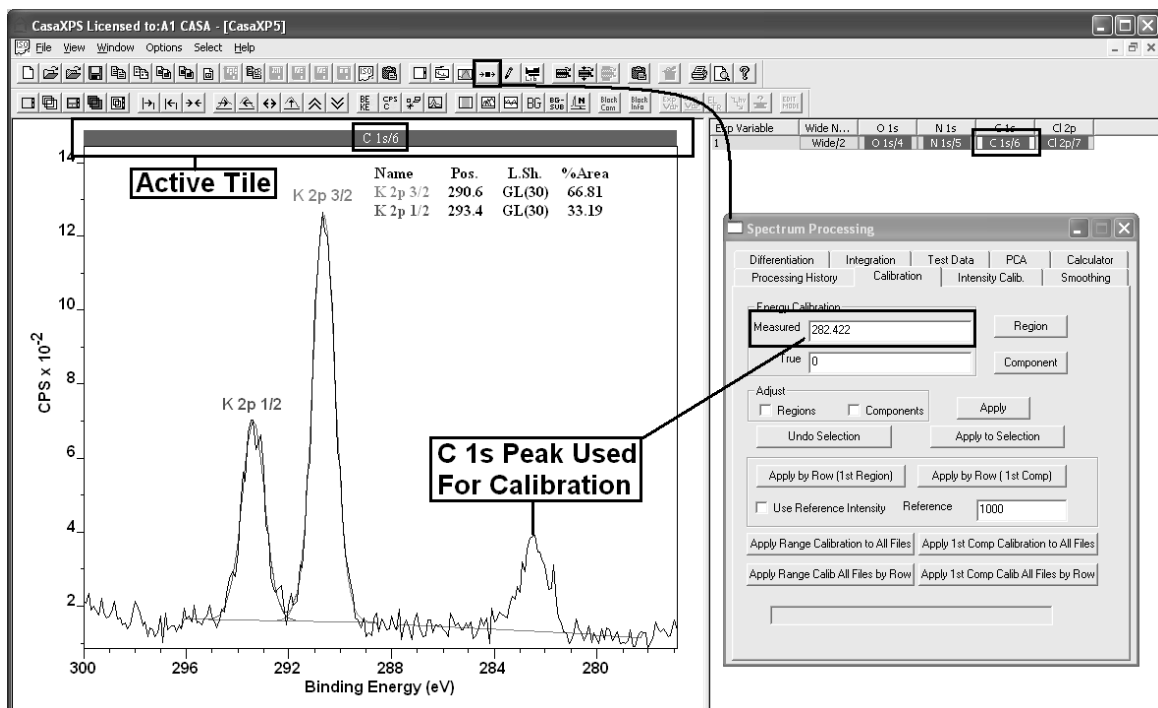 CasaXPS Licensed to:A1 CASA - [CasaXP5]
File View Window Options Select Help
C 1s/6
Active Tile
Name Pos. L.Sh. %Area
K 2p 3/2 290.6 GL(30) 66.81
K 2p 1/2 293.4 GL(30) 33.19
K 2p 3/2
K 2p 1/2
C 1s Peak Used
For Calibration
CPS x 10⁻²
14
12
10
8
6
4
2
300 296 292 288 284 280
Binding Energy (eV)
Exp Variable Wide N... O 1s N 1s C 1s Cl 2p
1 Wide/2 O 1s/4 N 1s/5 C 1s/6 Cl 2p/7
Spectrum Processing
Differentiation Integration Test Data PCA Calculator
Processing History Calibration Intensity Calib. Smoothing
Energy Calibration
Measured 282.422 Region
True 0 Component
Adjust
Regions Components Apply
Undo Selection Apply to Selection
Apply by Row (1st Region) Apply by Row ( 1st Comp)
Use Reference Intensity Reference 1000
Apply Range Calibration to All Files Apply 1st Comp Calibration to All Files
Apply Range Calib All Files by Row Apply 1st Comp Calib All Files by Row